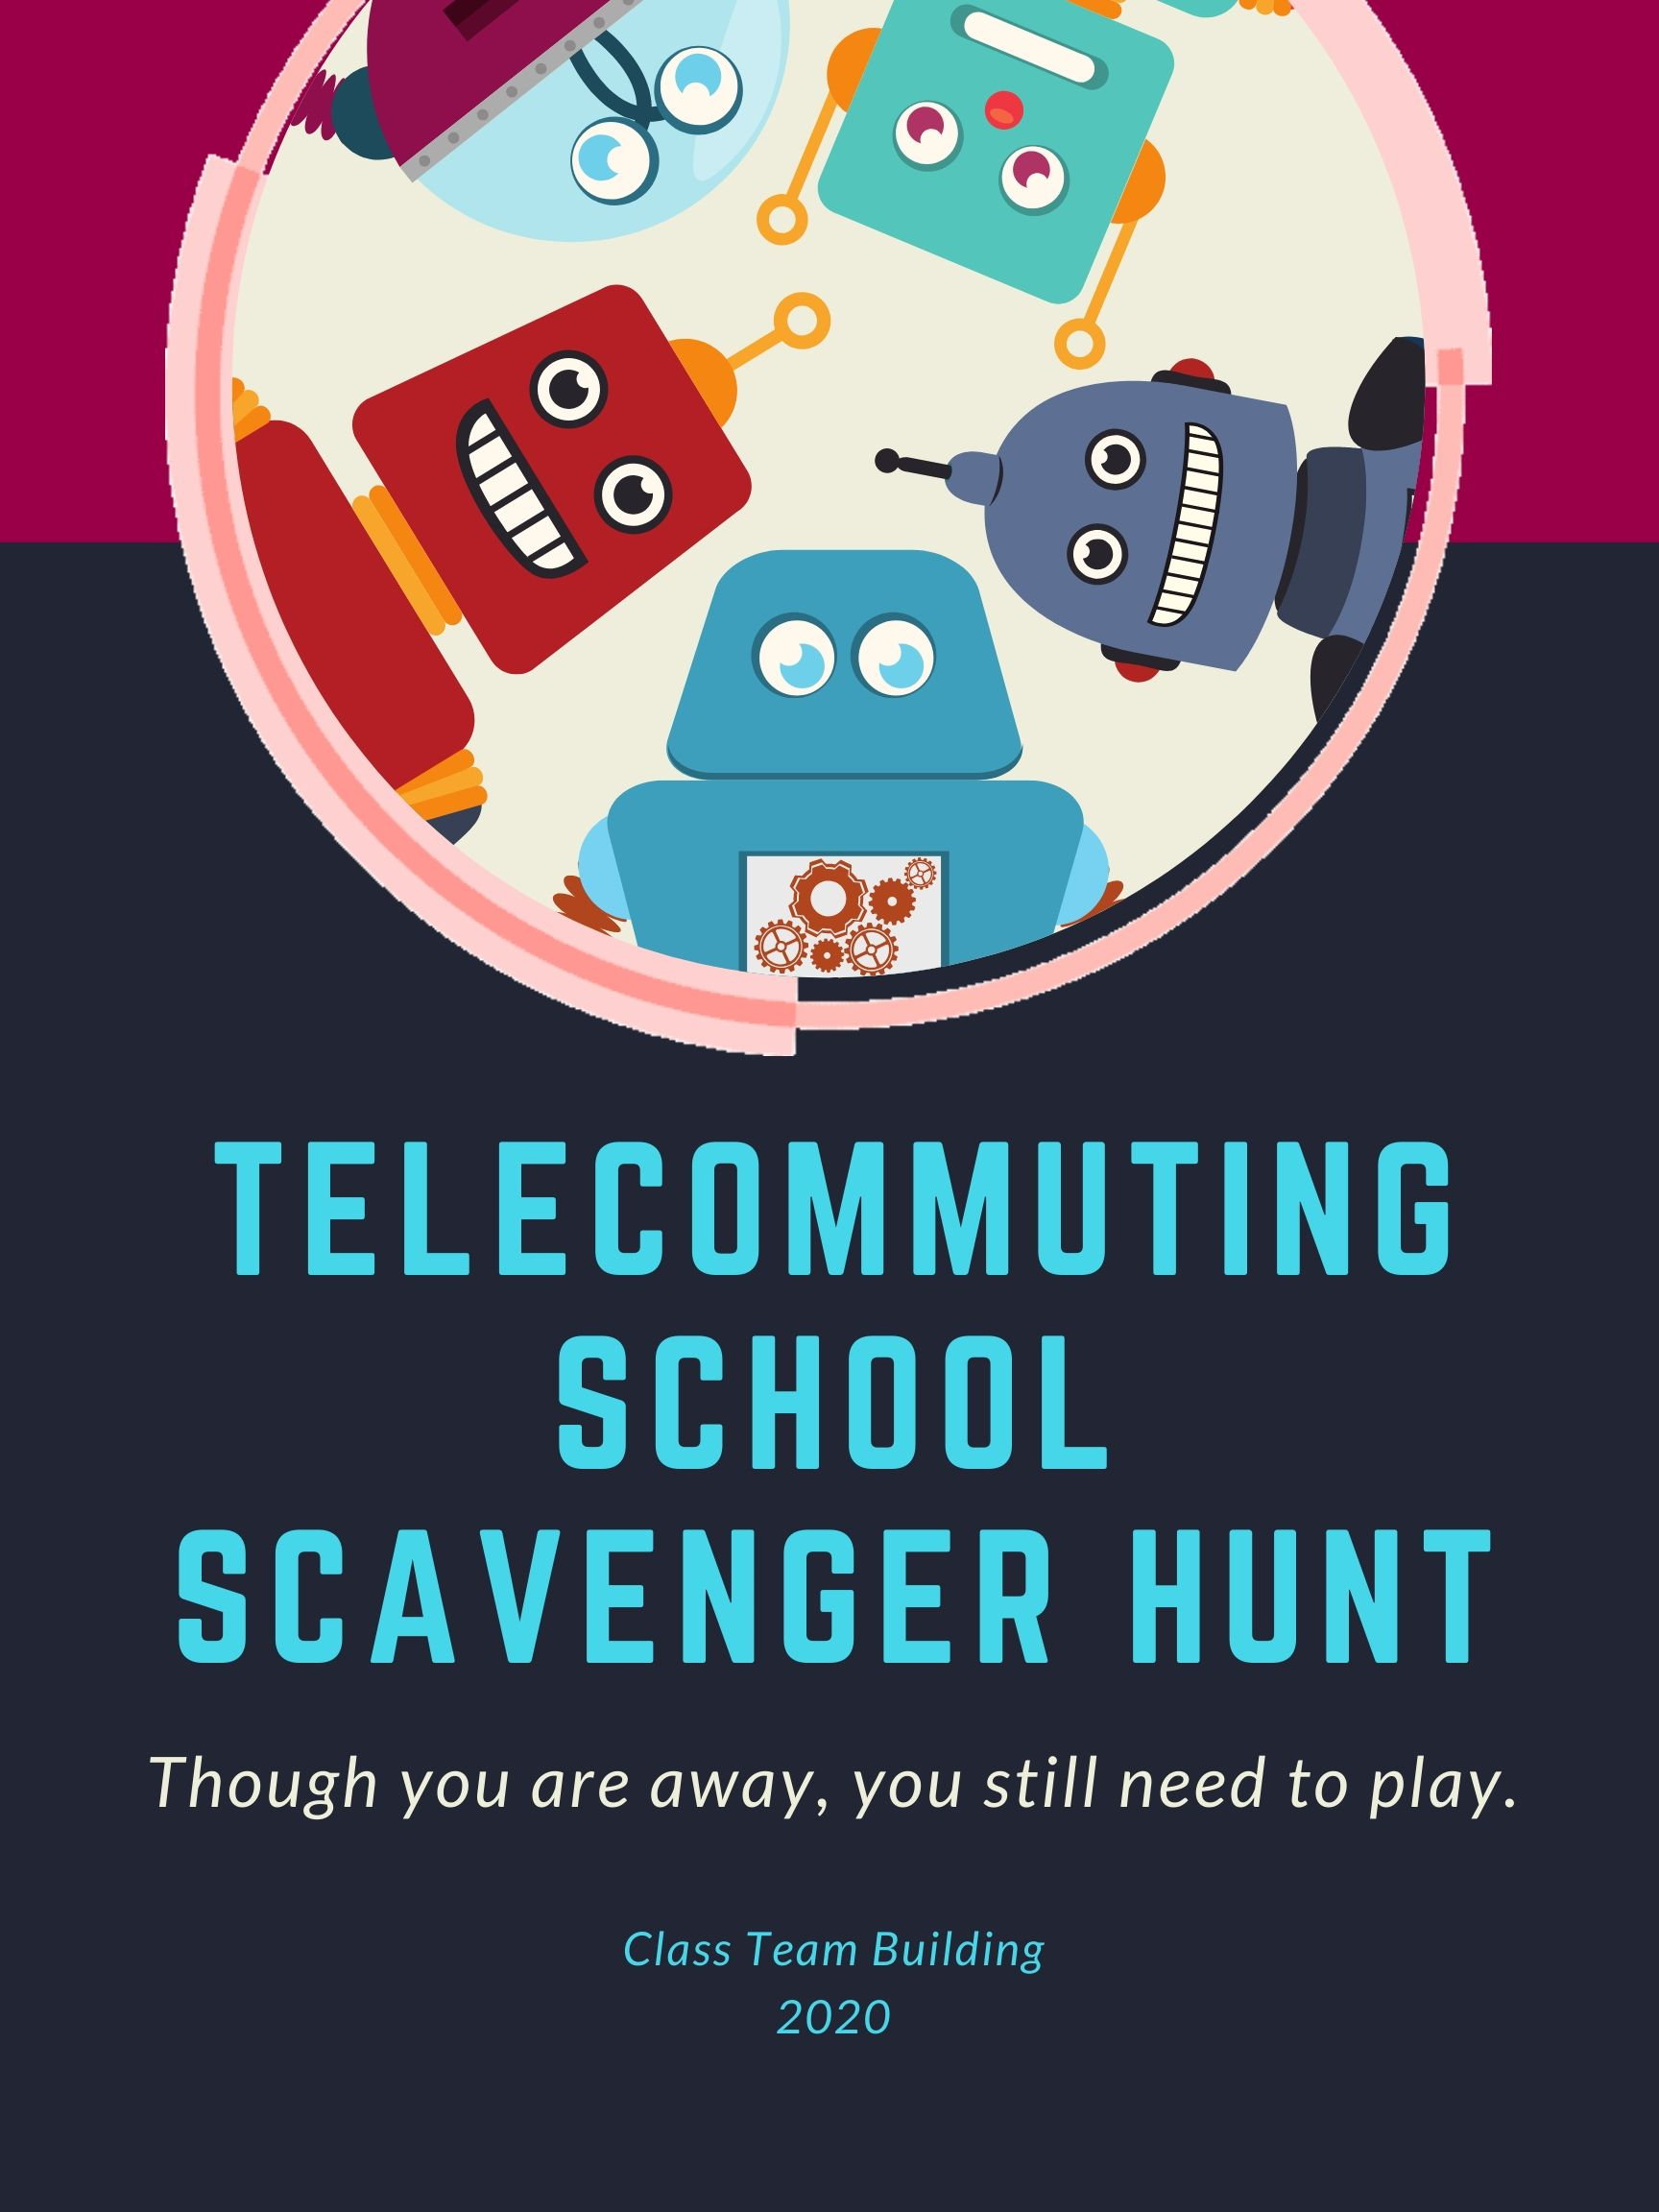 TELECOMMUTING
SCHOOL
SCAVENGER HUNT
Though you are away, you still need to play.
Class Team Building
2020